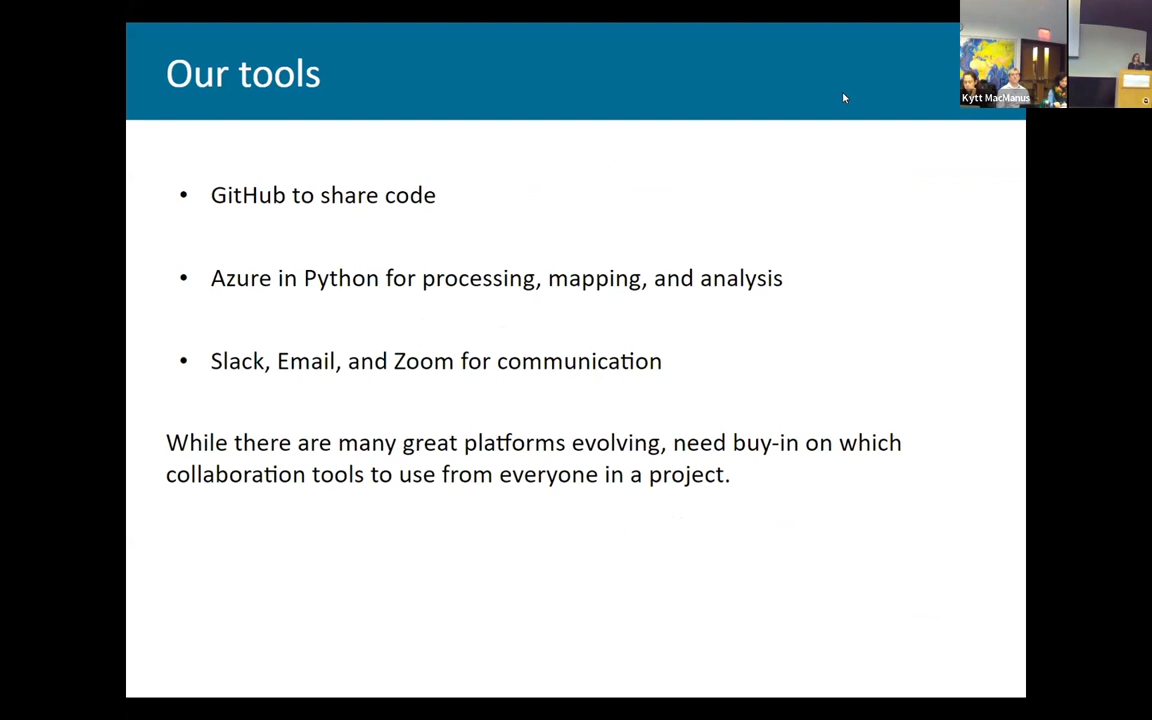 Our tools
Kytt MacManus
• GitHub to share code
• Azure in Python for processing, mapping, and analysis
• Slack, Email, and Zoom for communication
While there are many great platforms evolving, need buy-in on which
collaboration tools to use from everyone in a project.